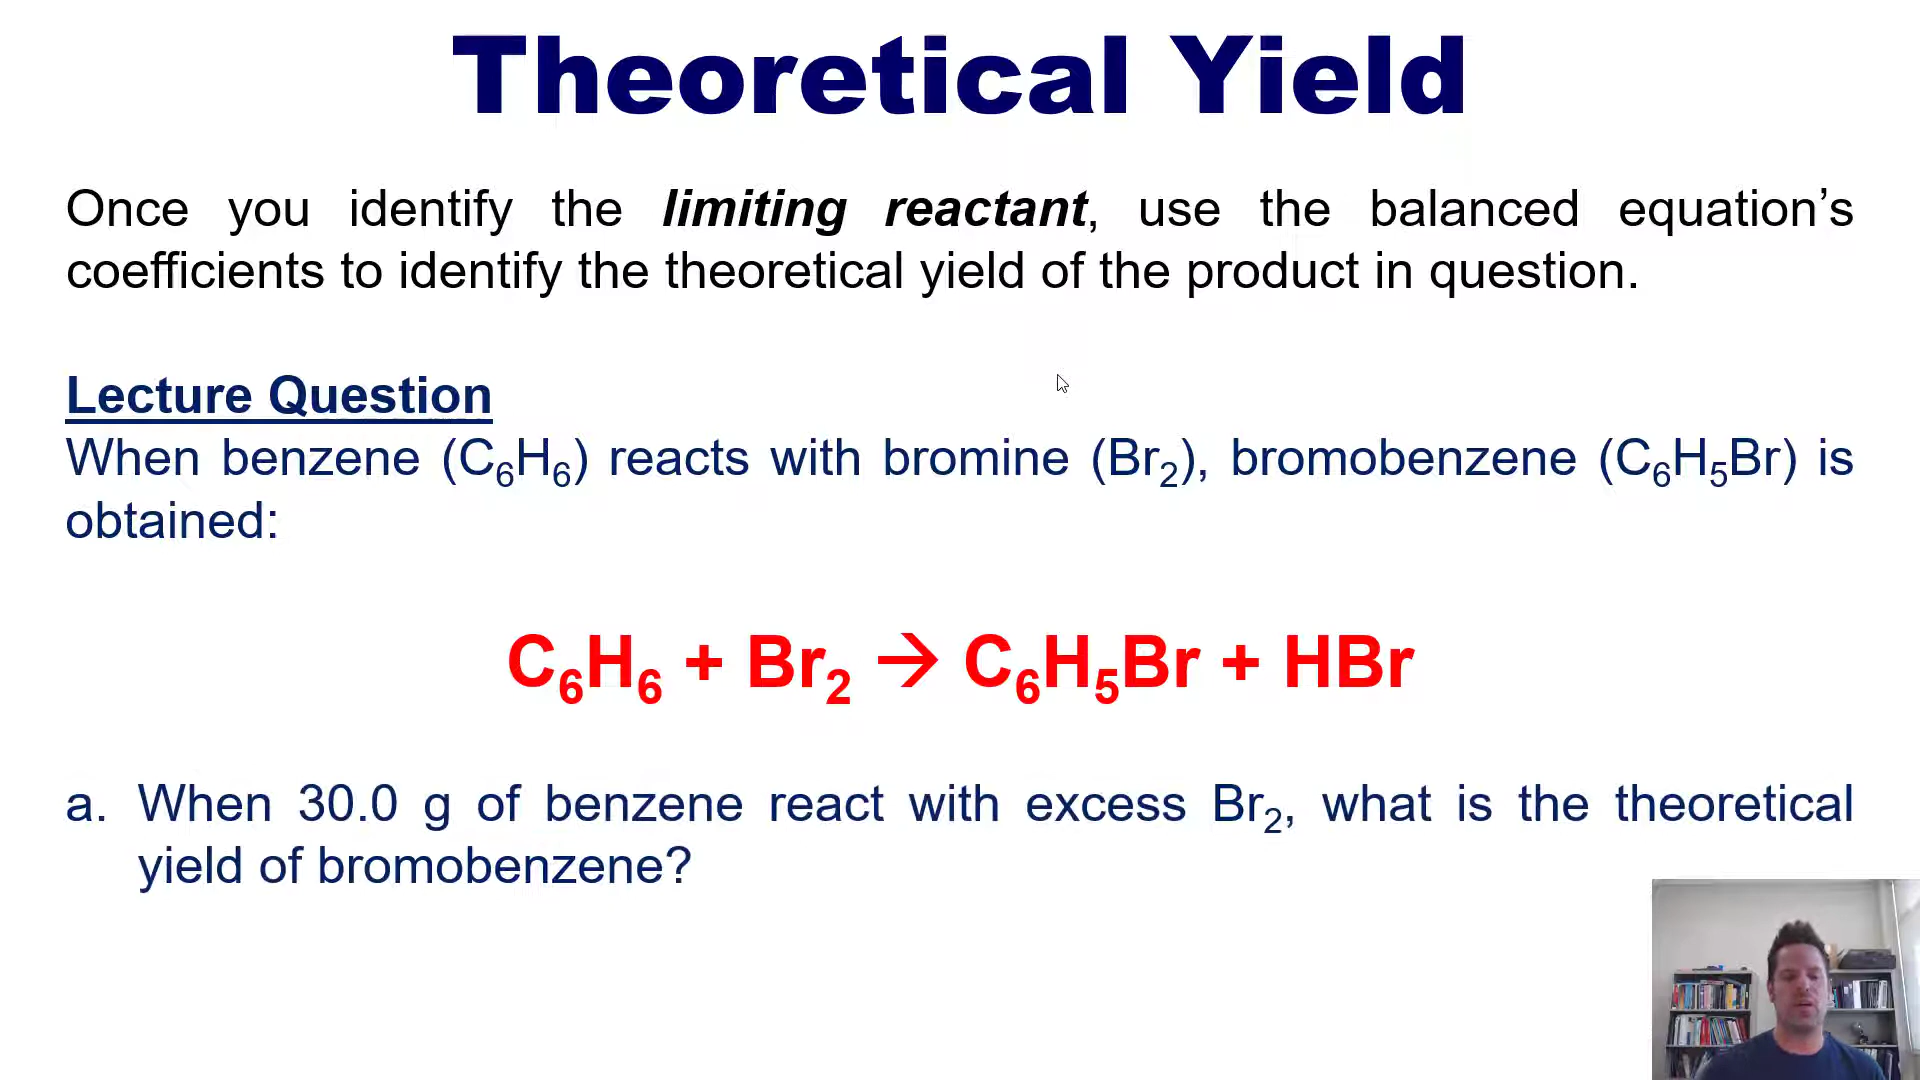 Theoretical Yield
Once you identify the limiting reactant, use the balanced equation’s
coefficients to identify the theoretical yield of the product in question.
Lecture Question
When benzene (C₆H₆) reacts with bromine (Br₂), bromobenzene (C₆H₅Br) is
obtained:
C₆H₆ + Br₂ → C₆H₅Br + HBr
a. When 30.0 g of benzene react with excess Br₂, what is the theoretical
yield of bromobenzene?